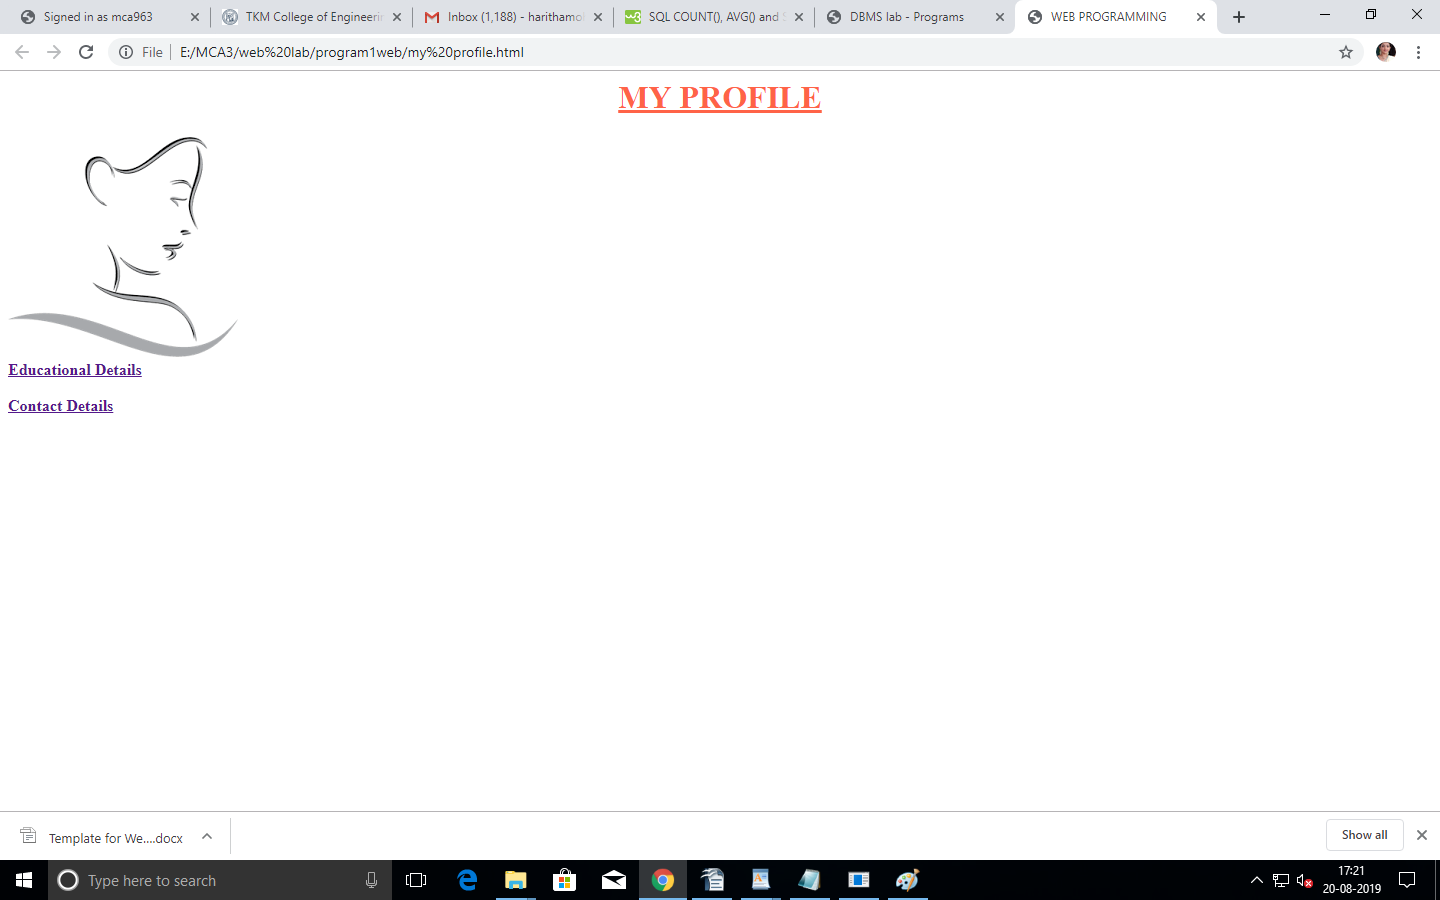 Signed in as mca963
TKM College of Engineerin
Inbox (1,188) - harithamol
SQL COUNT(), AVG() and S
DBMS lab - Programs
WEB PROGRAMMING
File
E:/MCA3/web%20lab/program1web/my%20profile.html
MY PROFILE
Educational Details
Contact Details
Template for We....docx
Show all
Type here to search
17:21
20-08-2019